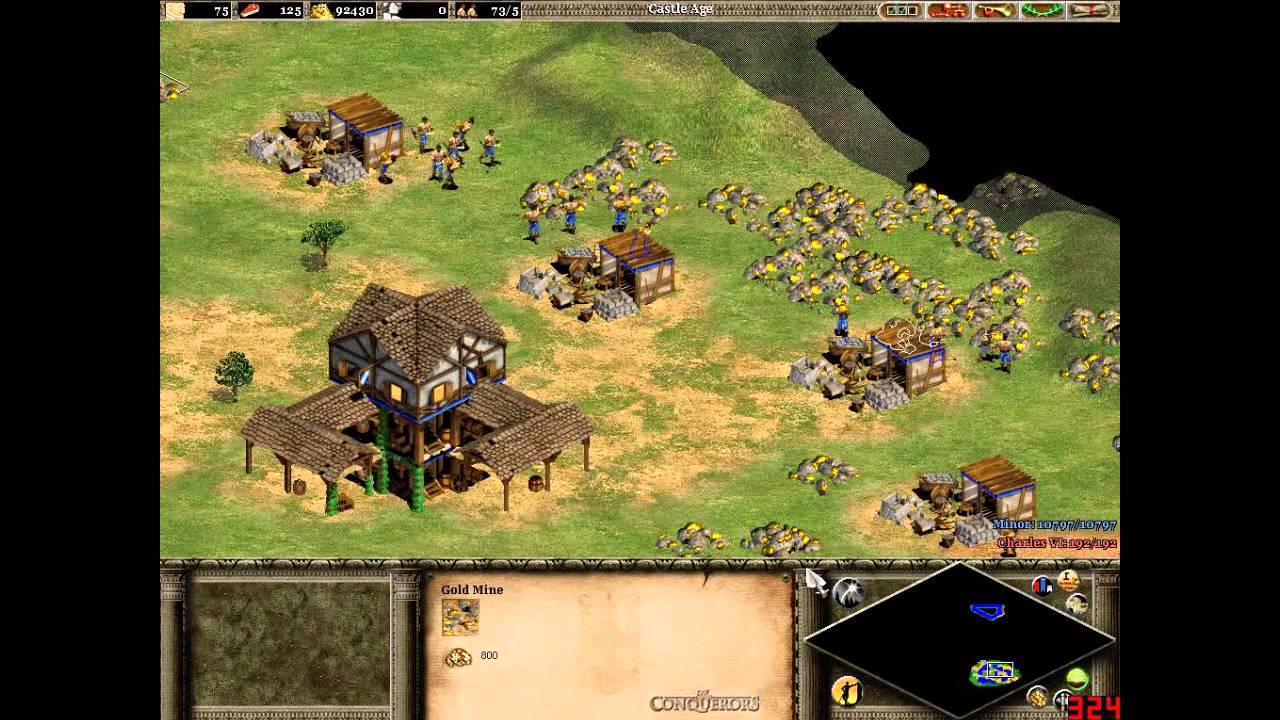 75 125 92430 0 73/5 Castle Age
Minor: 10797/10797
Charles VI: 192/192
Gold Mine
800
The
CONQUERORS
324